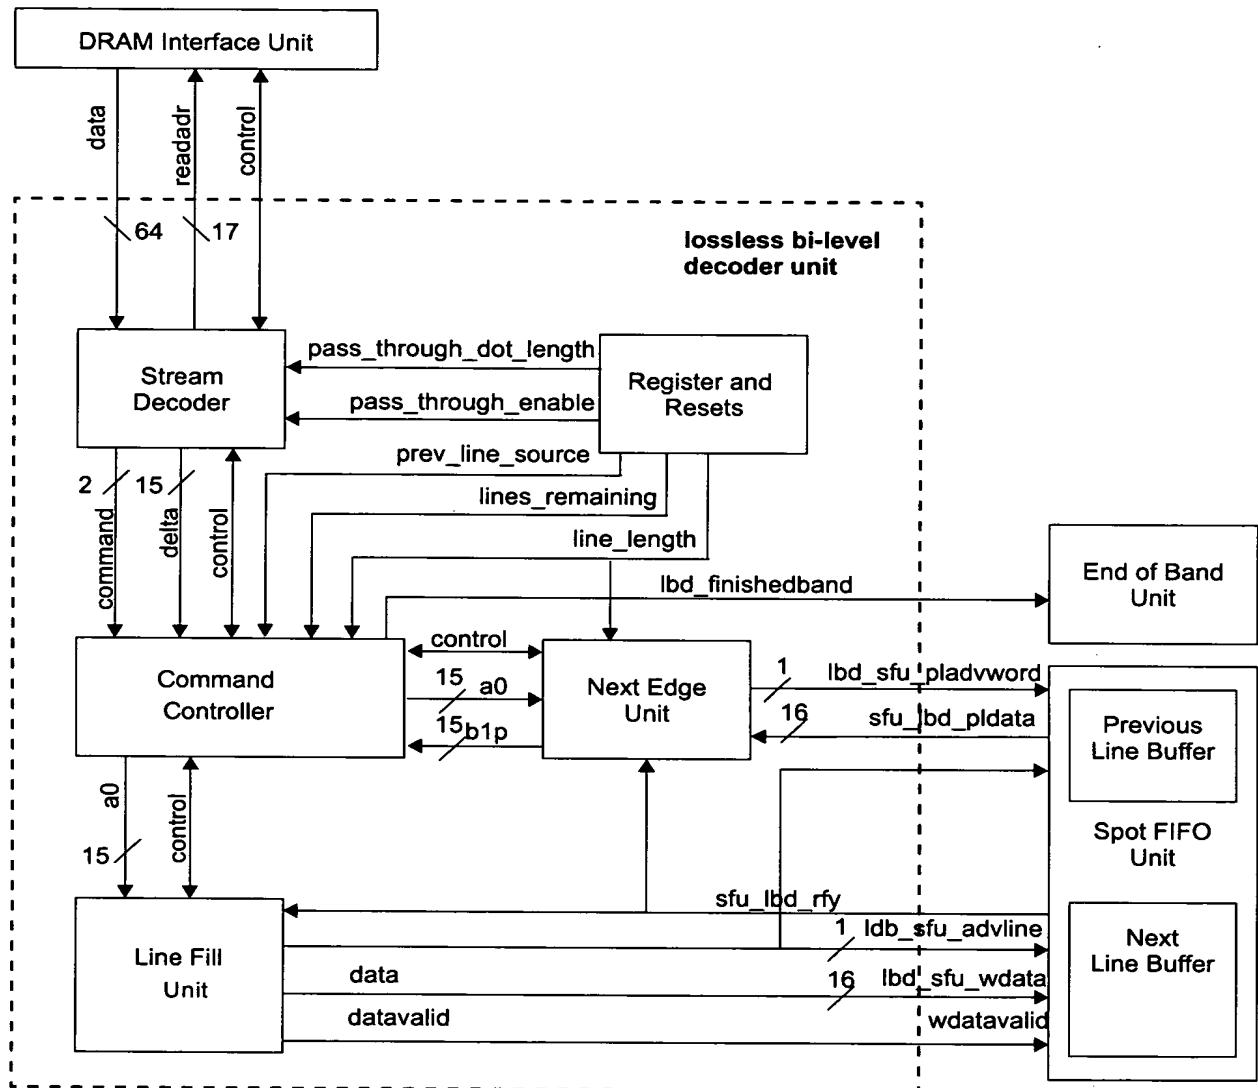 DRAM Interface Unit
data
readadr
control
64
17
lossless bi-level
decoder unit
Stream
Decoder
pass_through_dot_length
pass_through_enable
Register and
Resets
prev_line_source
lines_remaining
line_length
2
15
command
delta
control
lbd_finishedband
End of Band
Unit
Command
Controller
control
15
a0
15
b1p
Next Edge
Unit
1
lbd_sfu_pladvword
16
sfu_lbd_pldata
Previous
Line Buffer
Spot FIFO
Unit
a0
15
control
sfu_lbd_rfy
1
ldb_sfu_advline
Line Fill
Unit
data
16
lbd_sfu_wdata
datavalid
wdatavalid
Next
Line Buffer